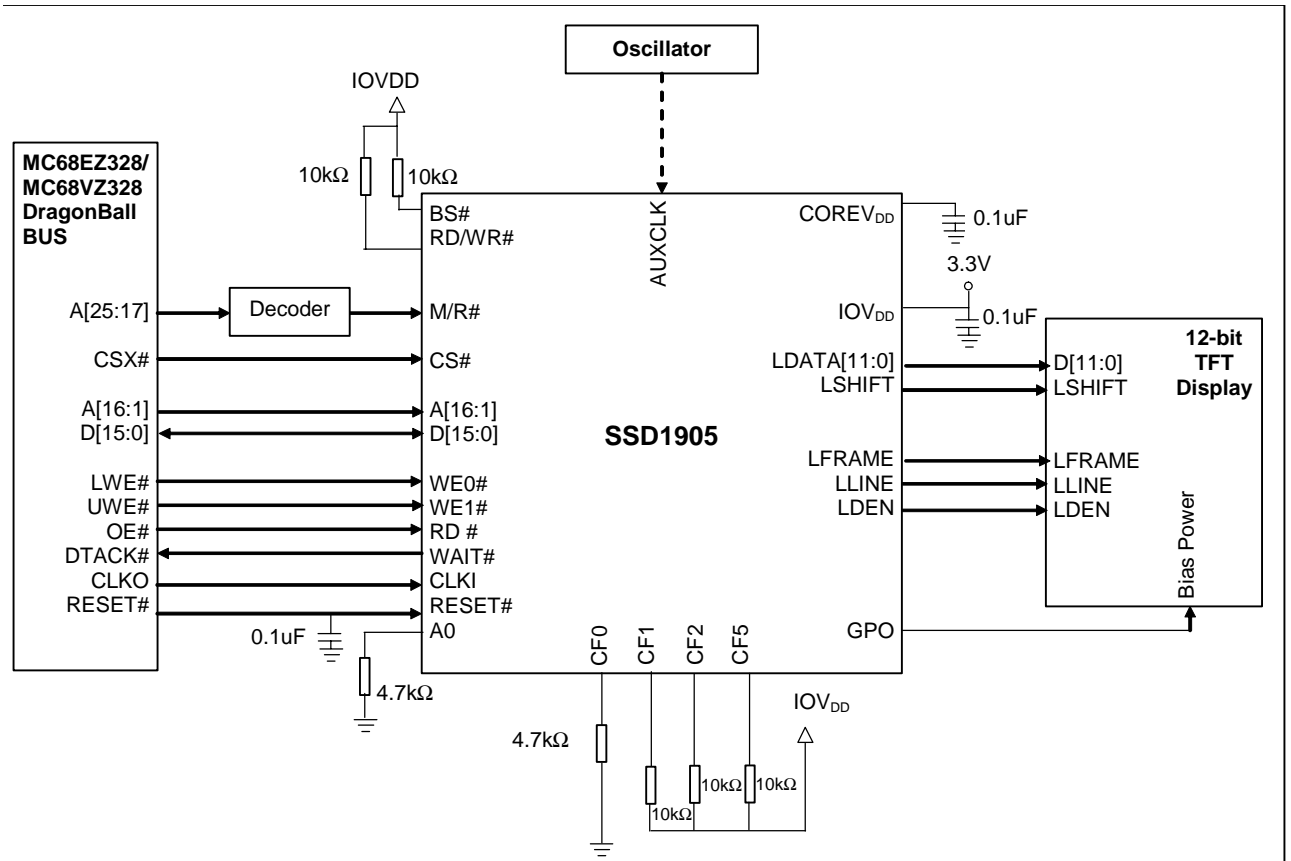 Oscillator
IOVDD
MC68EZ328/
MC68VZ328
DragonBall
BUS
10kΩ
10kΩ
BS#
RD/WR#
AUXCLK
COREVDD
0.1uF
3.3V
A[25:17]
Decoder
M/R#
IOVDD
0.1uF
12-bit
TFT
Display
CSX#
CS#
LDATA[11:0]
D[11:0]
LSHIFT
LSHIFT
A[16:1]
A[16:1]
D[15:0]
D[15:0]
SSD1905
LFRAME
LFRAME
LLINE
LLINE
LDEN
LDEN
LWE#
WE0#
UWE#
WE1#
OE#
RD #
DTACK#
WAIT#
CLKO
CLKI
RESET#
RESET#
Bias Power
0.1uF
A0
GPO
CF0
CF1
CF2
CF5
4.7kΩ
IOVDD
4.7kΩ
10kΩ
10kΩ
10kΩ